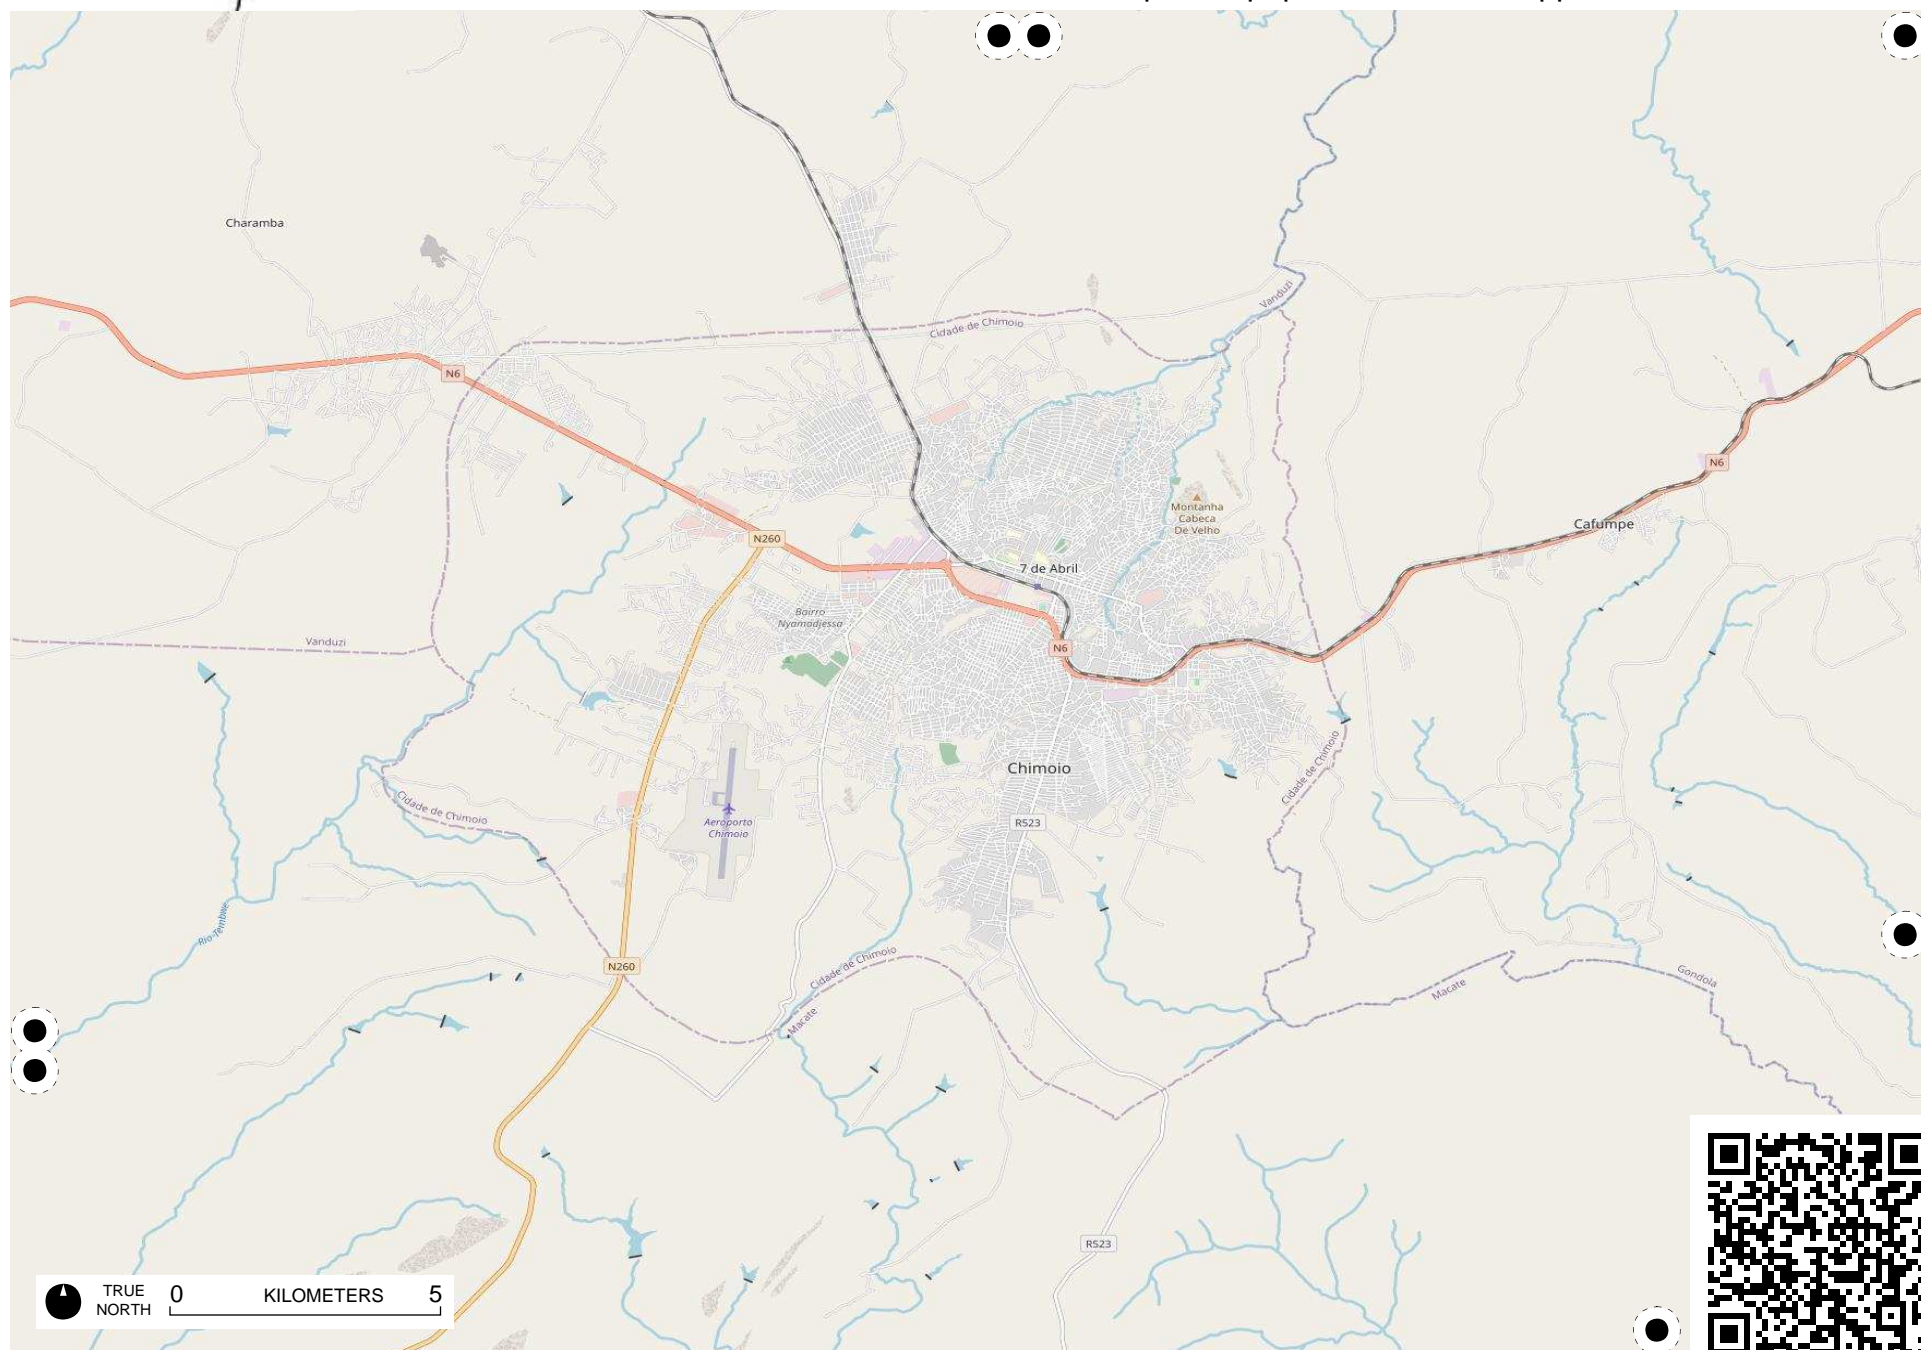 Charamba
Vanduzi
Cidade de Chimoio
N6
N6
Montanha
Cabeca
De Velho
Cafumpe
N260
7 de Abril
Bairro
Nyamadjessa
Vanduzi
N6
Cidade de Chimoio
Chimoio
Cidade de Chimoio
Aeroporto
Chimoio
R523
Rio-Tembwe
Cidade de Chimoio
N260
Gondola
Macate
Macate
R523
TRUE
NORTH
0 KILOMETERS 5